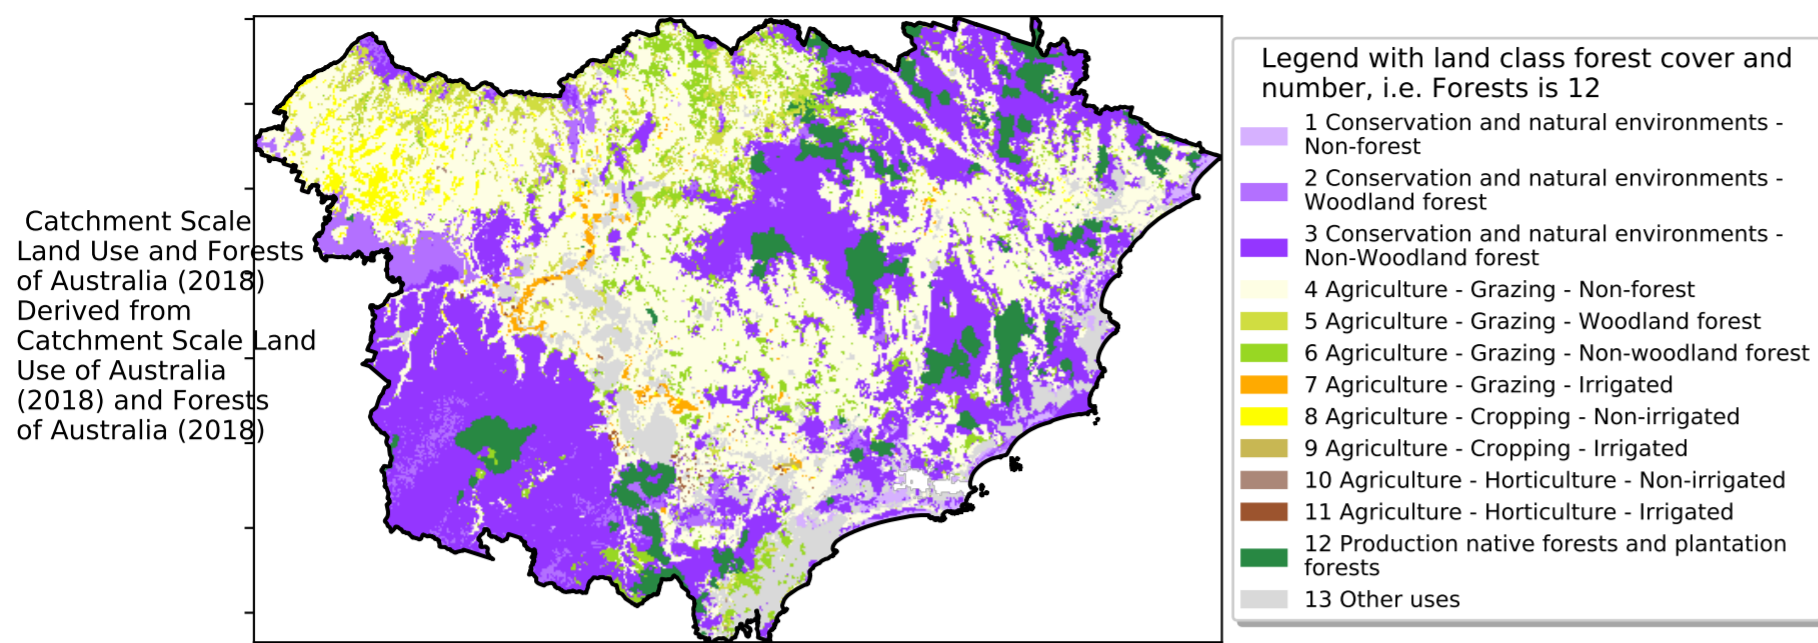 Catchment Scale
Land Use and Forests
of Australia (2018)
Derived from
Catchment Scale Land
Use of Australia
(2018) and Forests
of Australia (2018)
Legend with land class forest cover and
number, i.e. Forests is 12
1 Conservation and natural environments -
Non-forest
2 Conservation and natural environments -
Woodland forest
3 Conservation and natural environments -
Non-Woodland forest
4 Agriculture - Grazing - Non-forest
5 Agriculture - Grazing - Woodland forest
6 Agriculture - Grazing - Non-woodland forest
7 Agriculture - Grazing - Irrigated
8 Agriculture - Cropping - Non-irrigated
9 Agriculture - Cropping - Irrigated
10 Agriculture - Horticulture - Non-irrigated
11 Agriculture - Horticulture - Irrigated
12 Production native forests and plantation
forests
13 Other uses